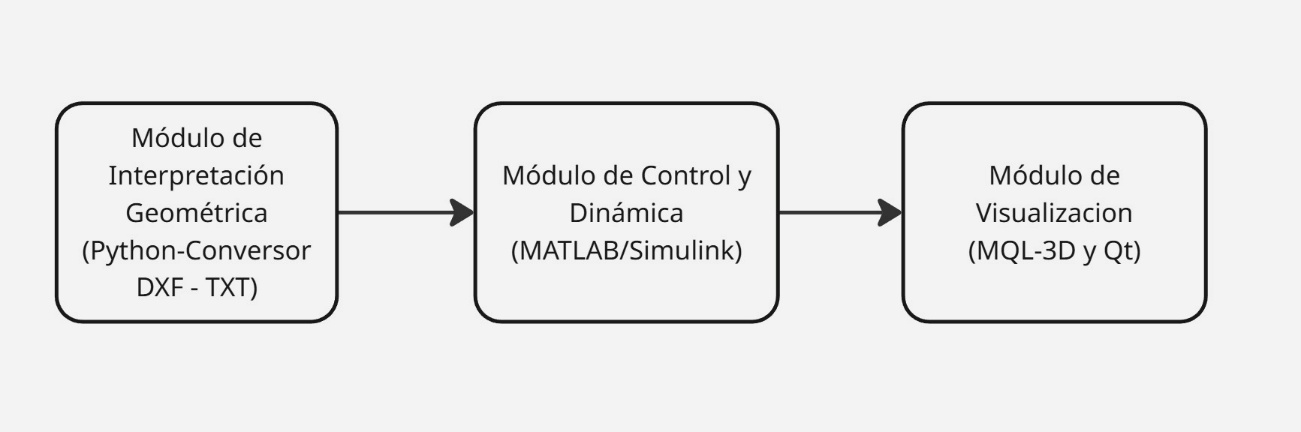 Módulo de
Interpretación
Geométrica
(Python-Conversor
DXF - TXT)
Módulo de Control y
Dinámica
(MATLAB/Simulink)
Módulo de
Visualizacion
(MQL-3D y Qt)